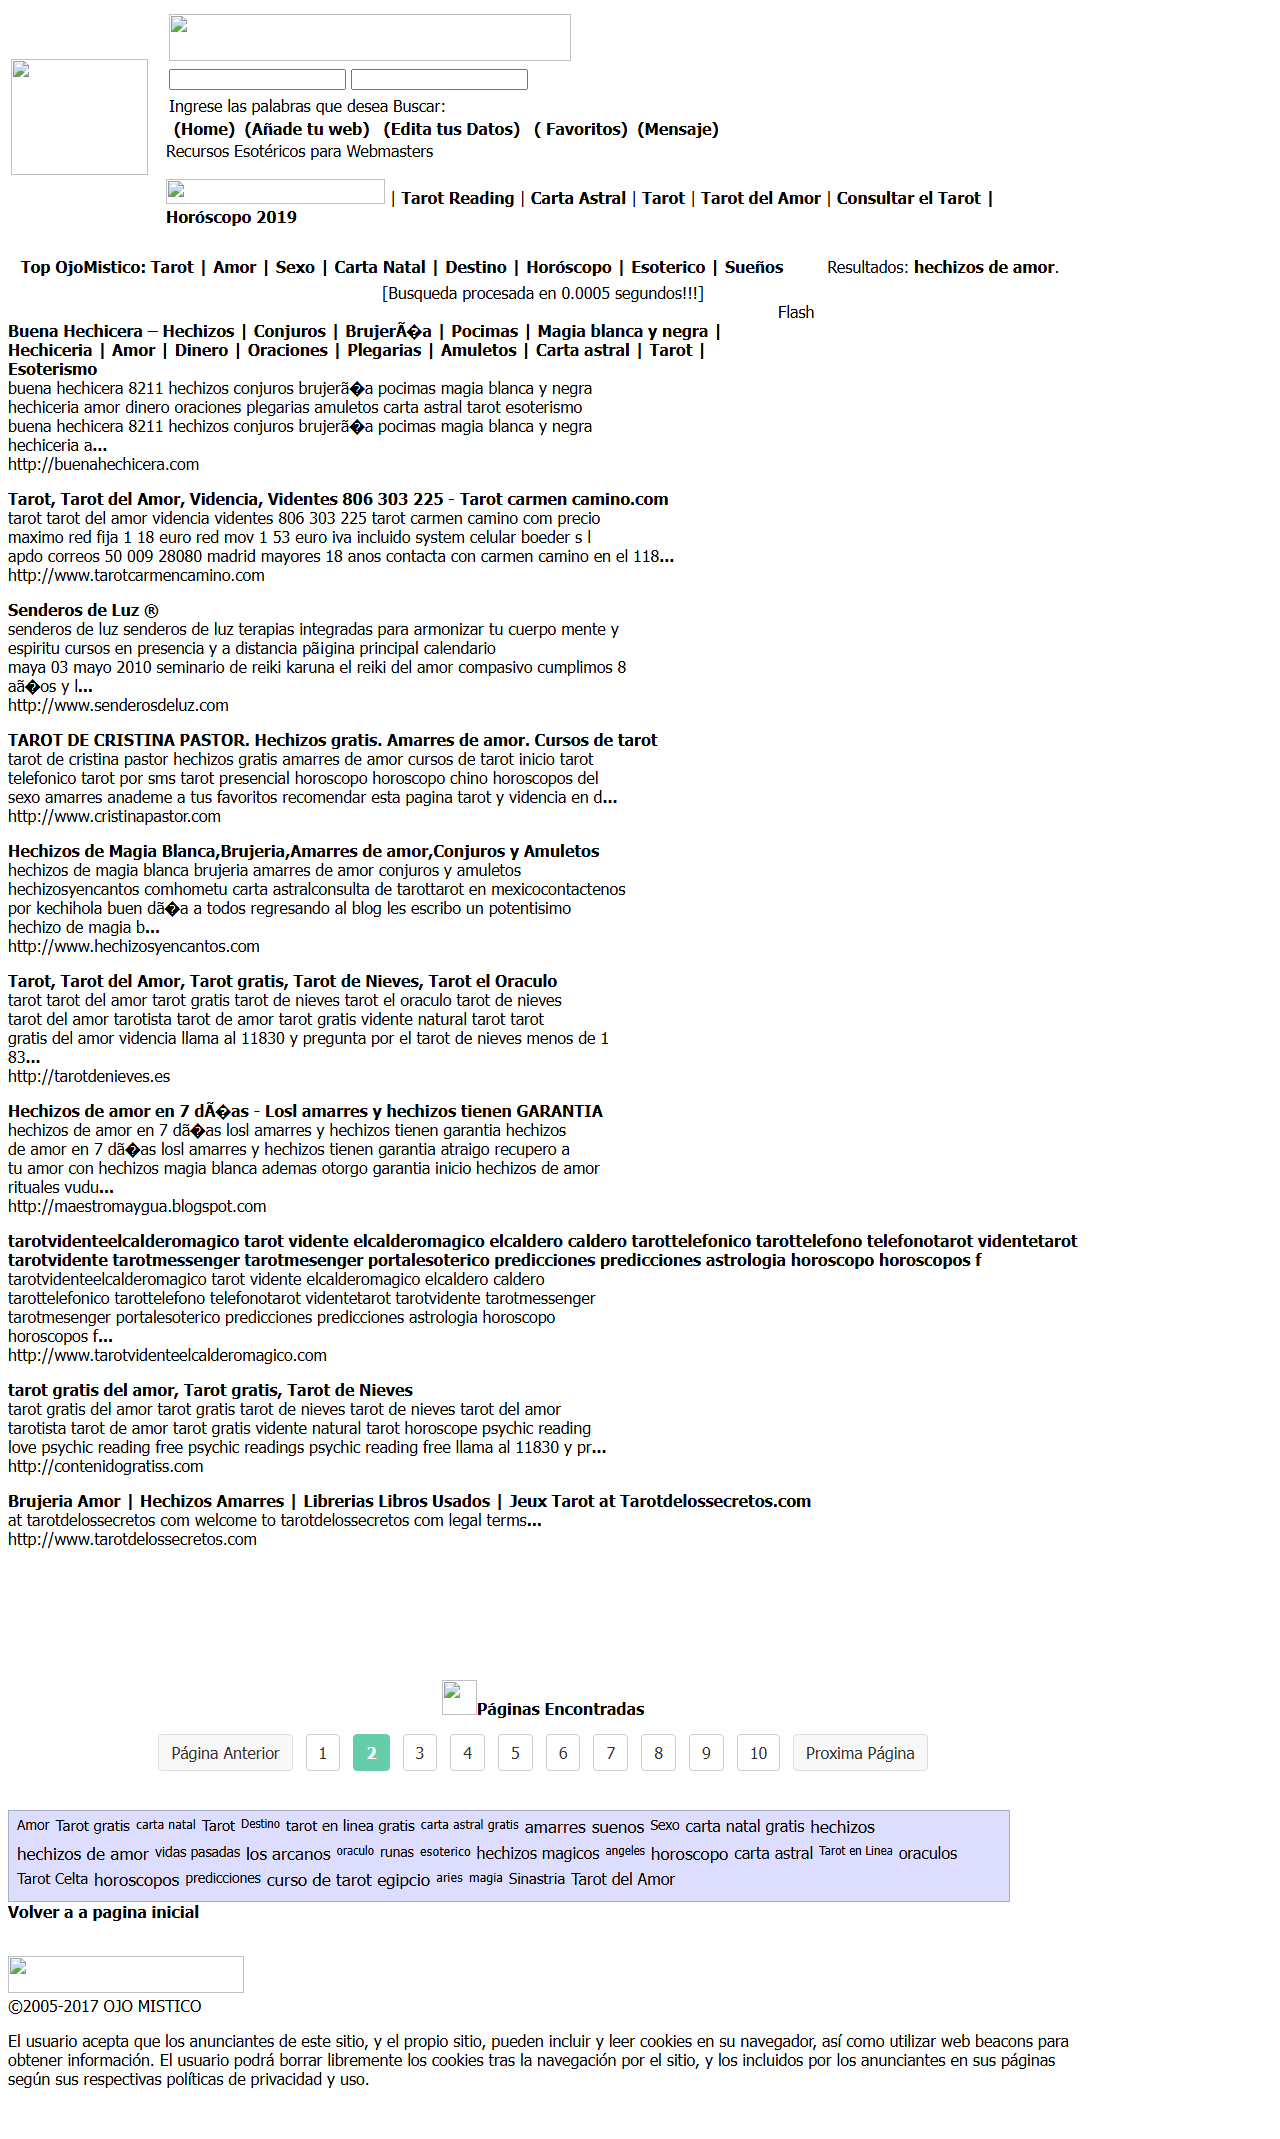 Ingrese las palabras que desea Buscar:
(Home) (Añade tu web) (Edita tus Datos) ( Favoritos) (Mensaje)
Recursos Esotéricos para Webmasters
| Tarot Reading | Carta Astral | Tarot | Tarot del Amor | Consultar el Tarot |
Horóscopo 2019
Top OjoMistico: Tarot | Amor | Sexo | Carta Natal | Destino | Horóscopo | Esoterico | Sueños Resultados: hechizos de amor.
[Busqueda procesada en 0.0005 segundos!!!]
Flash
Buena Hechicera – Hechizos | Conjuros | BrujerÃ�a | Pocimas | Magia blanca y negra |
Hechiceria | Amor | Dinero | Oraciones | Plegarias | Amuletos | Carta astral | Tarot |
Esoterismo
buena hechicera 8211 hechizos conjuros brujerã�a pocimas magia blanca y negra
hechiceria amor dinero oraciones plegarias amuletos carta astral tarot esoterismo
buena hechicera 8211 hechizos conjuros brujerã�a pocimas magia blanca y negra
hechiceria a...
http://buenahechicera.com
Tarot, Tarot del Amor, Videncia, Videntes 806 303 225 - Tarot carmen camino.com
tarot tarot del amor videncia videntes 806 303 225 tarot carmen camino com precio
maximo red fija 1 18 euro red mov 1 53 euro iva incluido system celular boeder s l
apdo correos 50 009 28080 madrid mayores 18 anos contacta con carmen camino en el 118...
http://www.tarotcarmencamino.com
Senderos de Luz ®
senderos de luz senderos de luz terapias integradas para armonizar tu cuerpo mente y
espiritu cursos en presencia y a distancia pã¡gina principal calendario
maya 03 mayo 2010 seminario de reiki karuna el reiki del amor compasivo cumplimos 8
aã�os y l...
http://www.senderosdeluz.com
TAROT DE CRISTINA PASTOR. Hechizos gratis. Amarres de amor. Cursos de tarot
tarot de cristina pastor hechizos gratis amarres de amor cursos de tarot inicio tarot
telefonico tarot por sms tarot presencial horoscopo horoscopo chino horoscopos del
sexo amarres anademe a tus favoritos recomendar esta pagina tarot y videncia en d...
http://www.cristinapastor.com
Hechizos de Magia Blanca,Brujeria,Amarres de amor,Conjuros y Amuletos
hechizos de magia blanca brujeria amarres de amor conjuros y amuletos
hechizosyencantos comhometu carta astralconsulta de tarottarot en mexicocontactenos
por kechihola buen dã�a a todos regresando al blog les escribo un potentisimo
hechizo de magia b...
http://www.hechizosyencantos.com
Tarot, Tarot del Amor, Tarot gratis, Tarot de Nieves, Tarot el Oraculo
tarot tarot del amor tarot gratis tarot de nieves tarot el oraculo tarot de nieves
tarot del amor tarotista tarot de amor tarot gratis vidente natural tarot tarot
gratis del amor videncia llama al 11830 y pregunta por el tarot de nieves menos de 1
83...
http://tarotdenieves.es
Hechizos de amor en 7 dÃ�as - Losl amarres y hechizos tienen GARANTIA
hechizos de amor en 7 dã�as losl amarres y hechizos tienen garantia hechizos
de amor en 7 dã�as losl amarres y hechizos tienen garantia atraigo recupero a
tu amor con hechizos magia blanca ademas otorgo garantia inicio hechizos de amor
rituales vudu...
http://maestromaygua.blogspot.com
tarotvidenteelcalderomagico tarot vidente elcalderomagico elcaldero caldero tarottelefonico tarottelefono telefonotarot videntetarot
tarotvidente tarotmessenger tarotmesenger portalesoterico predicciones predicciones astrologia horoscopo horoscopos f
tarotvidenteelcalderomagico tarot vidente elcalderomagico elcaldero caldero
tarottelefonico tarottelefono telefonotarot videntetarot tarotvidente tarotmessenger
tarotmesenger portalesoterico predicciones predicciones astrologia horoscopo
horoscopos f...
http://www.tarotvidenteelcalderomagico.com
tarot gratis del amor, Tarot gratis, Tarot de Nieves
tarot gratis del amor tarot gratis tarot de nieves tarot de nieves tarot del amor
tarotista tarot de amor tarot gratis vidente natural tarot horoscope psychic reading
love psychic reading free psychic readings psychic reading free llama al 11830 y pr...
http://contenidogratiss.com
Brujeria Amor | Hechizos Amarres | Librerias Libros Usados | Jeux Tarot at Tarotdelossecretos.com
at tarotdelossecretos com welcome to tarotdelossecretos com legal terms...
http://www.tarotdelossecretos.com
Páginas Encontradas
Página Anterior 1 2 3 4 5 6 7 8 9 10 Proxima Página
Amor Tarot gratis carta natal Tarot Destino tarot en linea gratis carta astral gratis amarres suenos Sexo carta natal gratis hechizos
hechizos de amor vidas pasadas los arcanos oraculo runas esoterico hechizos magicos angeles horoscopo carta astral Tarot en Linea oraculos
Tarot Celta horoscopos predicciones curso de tarot egipcio aries magia Sinastria Tarot del Amor
Volver a a pagina inicial
©2005-2017 OJO MISTICO
El usuario acepta que los anunciantes de este sitio, y el propio sitio, pueden incluir y leer cookies en su navegador, así como utilizar web beacons para
obtener información. El usuario podrá borrar libremente los cookies tras la navegación por el sitio, y los incluidos por los anunciantes en sus páginas
según sus respectivas políticas de privacidad y uso.